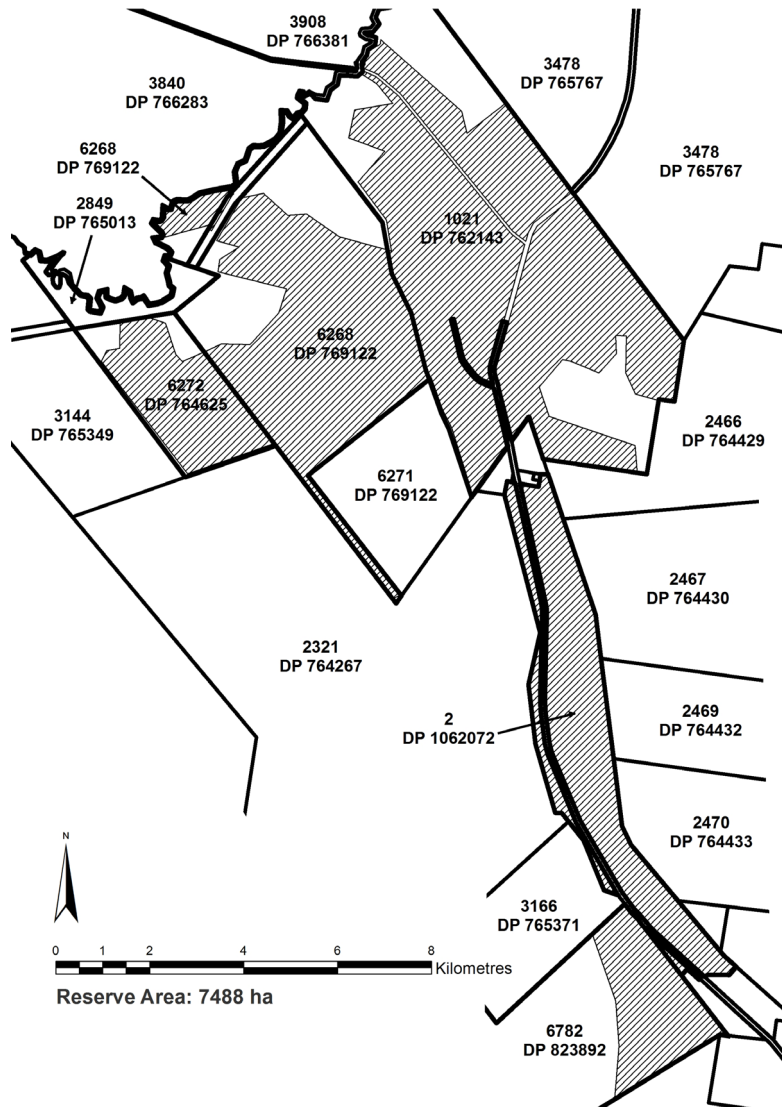 3908
DP 766381
3840
DP 766283
3478
DP 765767
6268
DP 769122
3478
DP 765767
2849
DP 765013
1021
DP 762143
6268
DP 769122
6272
DP 764625
3144
DP 765349
2466
DP 764429
6271
DP 769122
2467
DP 764430
2321
DP 764267
2
DP 1062072
2469
DP 764432
2470
DP 764433
N
3166
DP 765371
0 1 2 4 6 8
Kilometres
Reserve Area: 7488 ha
6782
DP 823892